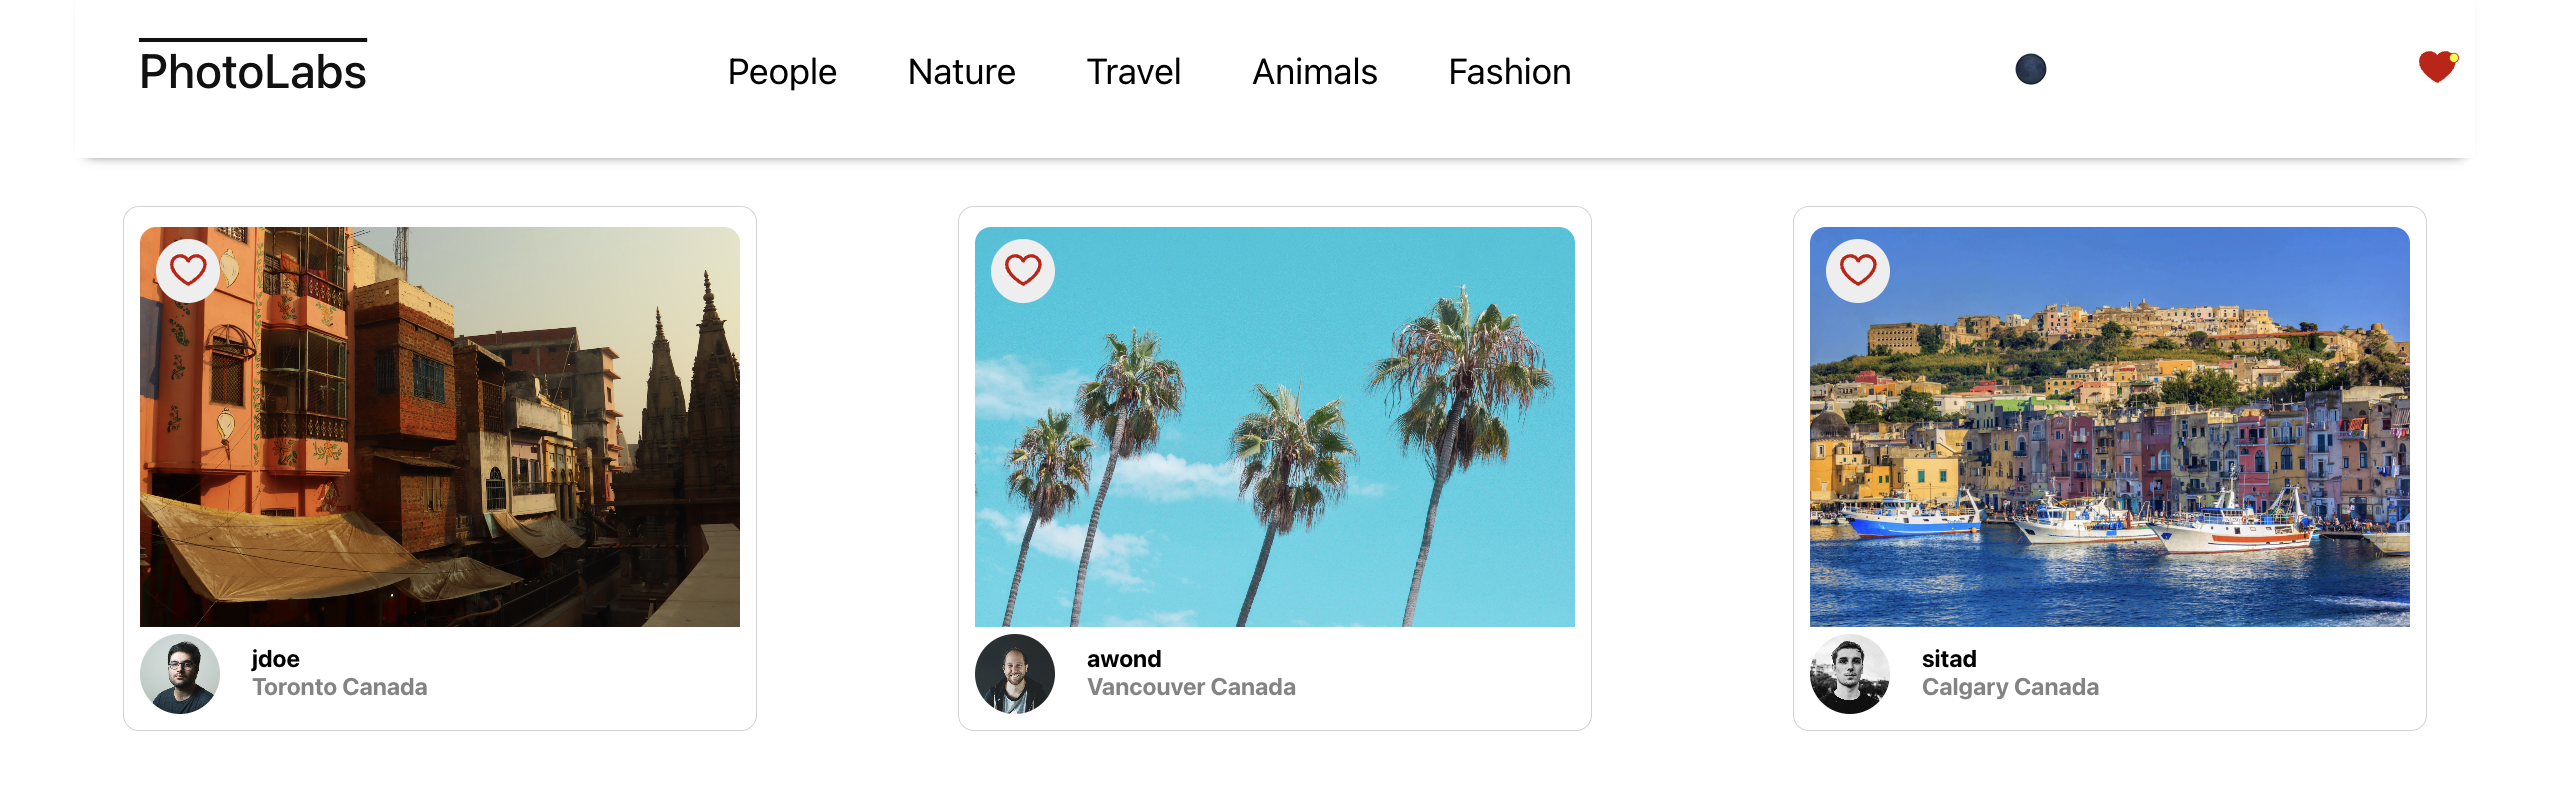 PhotoLabs
People Nature Travel Animals Fashion
jdoe
Toronto Canada
awond
Vancouver Canada
sitad
Calgary Canada